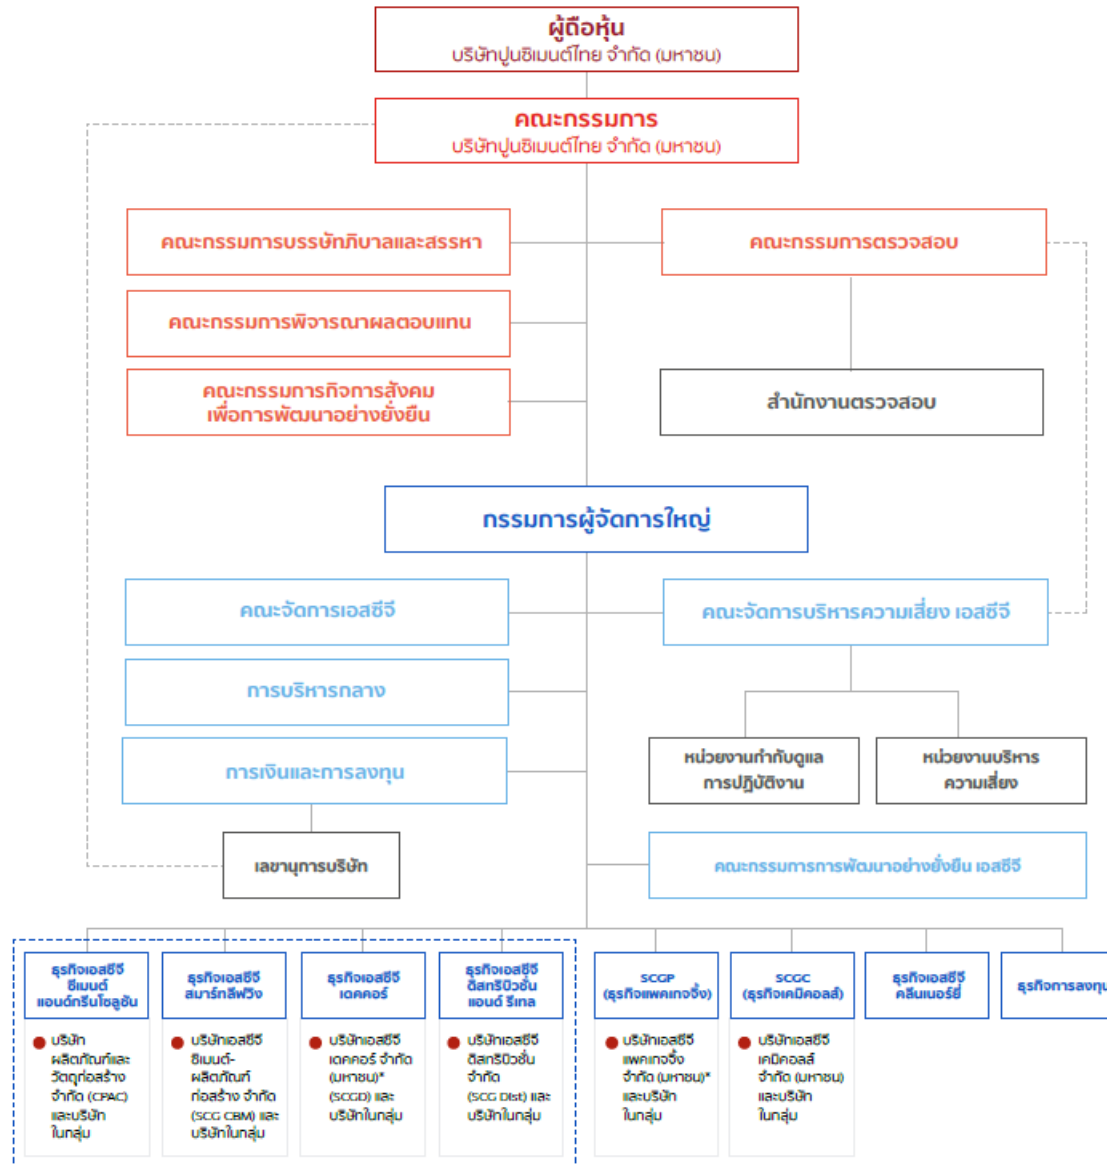 ผู้ถือหุ้น
บริษัทปูนซิเมนต์ไทย จำกัด (มหาชน)
คณะกรรมการ
บริษัทปูนซิเมนต์ไทย จำกัด (มหาชน)
คณะกรรมการบรรษัทภิบาลและสรรหา
คณะกรรมการตรวจสอบ
คณะกรรมการพิจารณาผลตอบแทน
คณะกรรมการกิจการสังคม
เพื่อการพัฒนาอย่างยั่งยืน
สำนักงานตรวจสอบ
กรรมการผู้จัดการใหญ่
คณะจัดการเอสซีจี
คณะจัดการบริหารความเสี่ยง เอสซีจี
การบริหารกลาง
การเงินและการลงทุน
หน่วยงานกำกับดูแล
การปฏิบัติงาน
หน่วยงานบริหาร
ความเสี่ยง
เลขานุการบริษัท
คณะกรรมการการพัฒนาอย่างยั่งยืน เอสซีจี
ธุรกิจเอสซีจี
ซีเมนต์
แอนด์กรีนโซลูชัน
ธุรกิจเอสซีจี
สมาร์ทลีฟวิง
ธุรกิจเอสซีจี
เดคคอร์
ธุรกิจเอสซีจี
ดิสทริบิวชั่น
แอนด์ รีเทล
SCGP
(ธุรกิจแพคเกจจิ้ง)
SCGC
(ธุรกิจเคมิคอลส์)
ธุรกิจเอสซีจี
คลีนเนอร์ยี่
ธุรกิจการลงทุน
บริษัท
ผลิตภัณฑ์และ
วัตถุก่อสร้าง
จำกัด (CPAC)
และบริษัท
ในกลุ่ม
บริษัทเอสซีจี
ซิเมนต์-
ผลิตภัณฑ์
ก่อสร้าง จำกัด
(SCG CBM) และ
บริษัทในกลุ่ม
บริษัทเอสซีจี
เดคคอร์ จำกัด
(มหาชน)*
(SCGD) และ
บริษัทในกลุ่ม
บริษัทเอสซีจี
ดิสทริบิวชั่น
จำกัด
(SCG Dist) และ
บริษัทในกลุ่ม
บริษัทเอสซีจี
แพคเกจจิ้ง
จำกัด (มหาชน)*
และบริษัท
ในกลุ่ม
บริษัทเอสซีจี
เคมิคอลส์
จำกัด (มหาชน)
และบริษัท
ในกลุ่ม